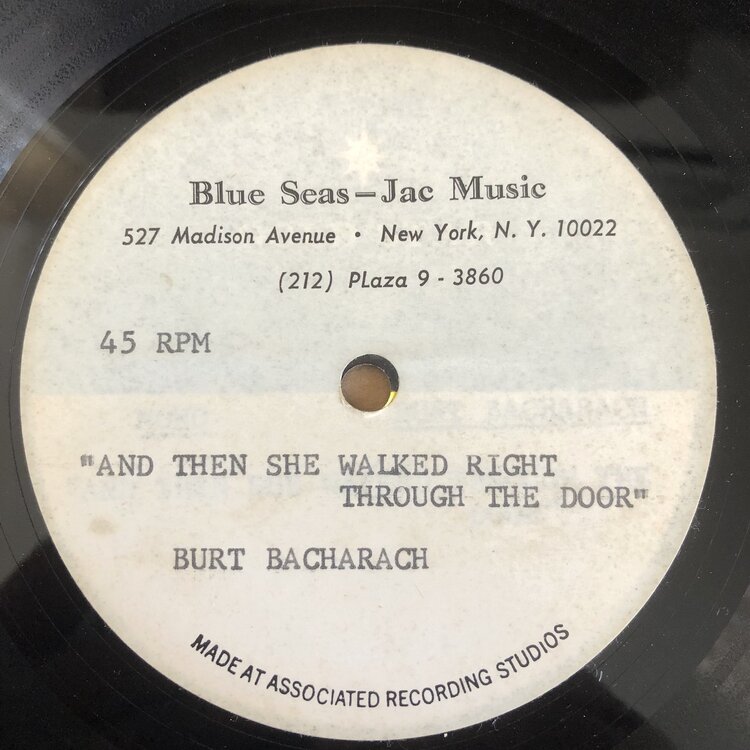 Blue Seas—Jac Music
527 Madison Avenue • New York, N. Y. 10022
(212) PLaza 9 - 3860
45 RPM
"AND THEN SHE WALKED RIGHT
THROUGH THE DOOR"
BURT BACHARACH
MADE AT ASSOCIATED RECORDING STUDIOS